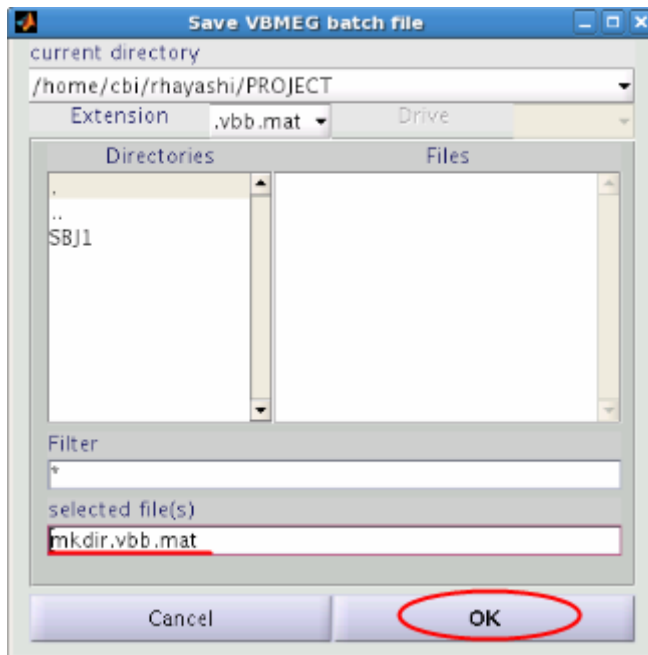 Save VBMEG batch file
current directory
/home/cbi/rhayashi/PROJECT
Extension .vbb.mat Drive
Directories Files
.
..
SBJ1
Filter
*
selected file(s)
mkdir.vbb.mat
Cancel OK